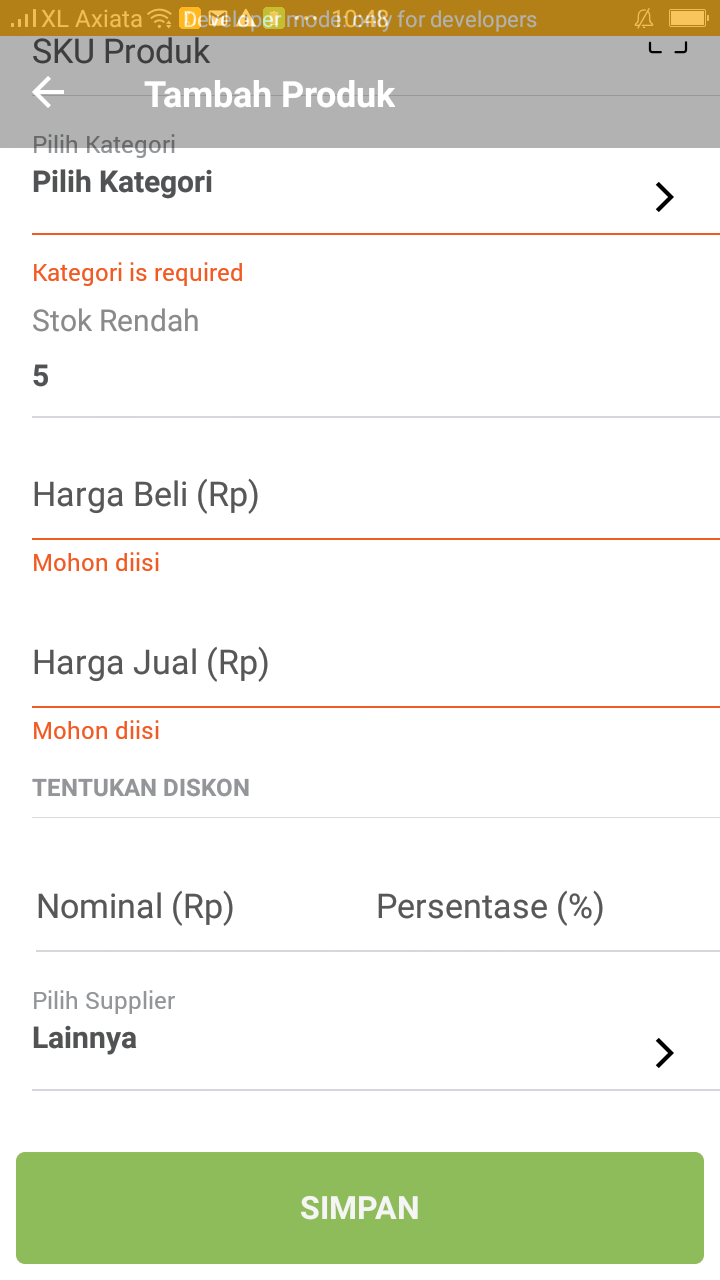 XL Axiata
Developer mode: only for developers
10:48
SKU Produk
Tambah Produk
Pilih Kategori
Pilih Kategori
Kategori is required
Stok Rendah
5
Harga Beli (Rp)
Mohon diisi
Harga Jual (Rp)
Mohon diisi
TENTUKAN DISKON
Nominal (Rp) Persentase (%)
Pilih Supplier
Lainnya
SIMPAN